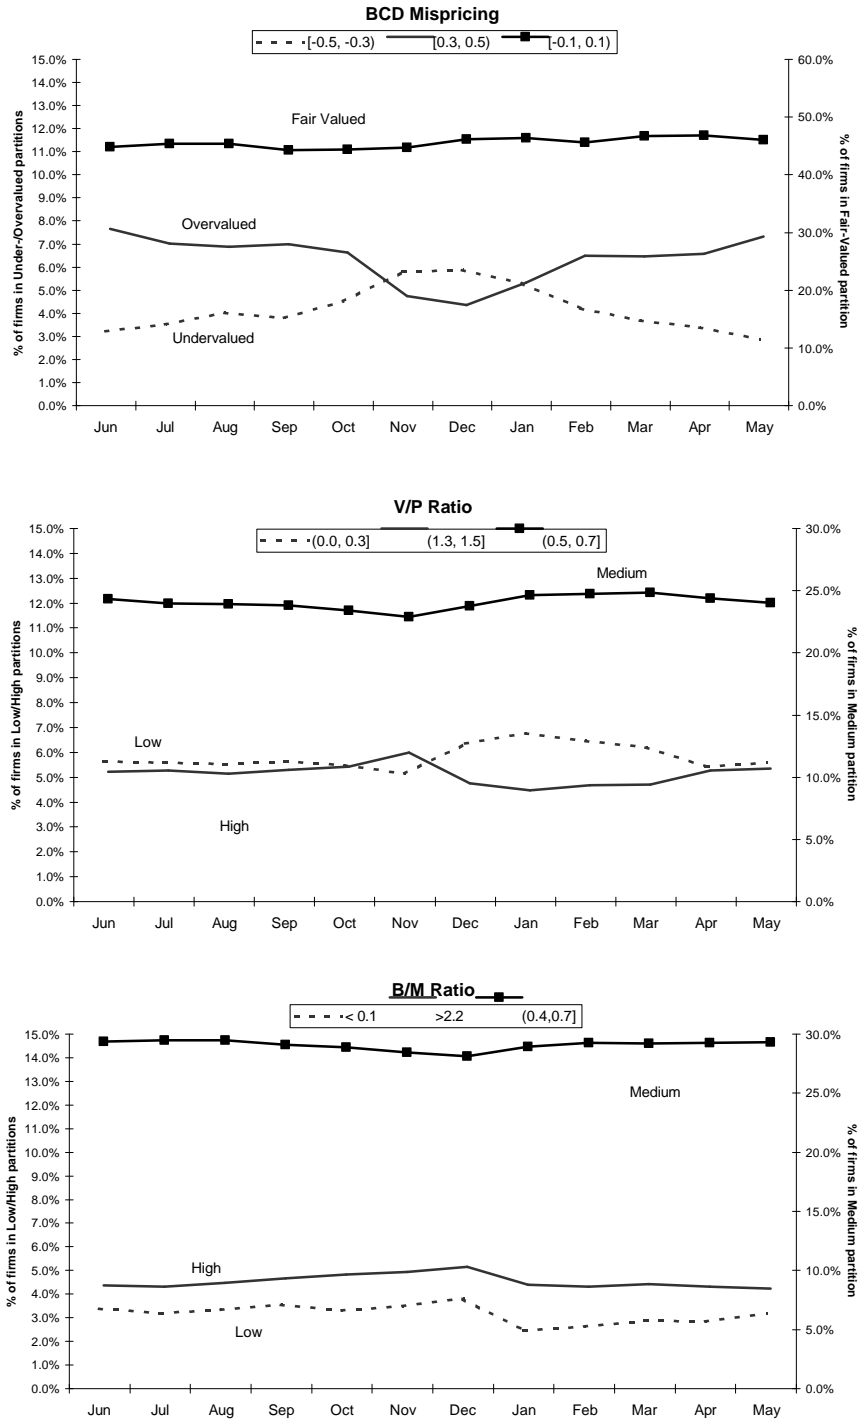 BCD Mispricing
[-0.5, -0.3) [0.3, 0.5) [-0.1, 0.1)
% of firms in Under-/Overvalued partitions
15.0%
14.0%
13.0%
12.0%
11.0%
10.0%
9.0%
8.0%
7.0%
6.0%
5.0%
4.0%
3.0%
2.0%
1.0%
0.0%
Fair Valued
Overvalued
Undervalued
60.0%
50.0%
40.0%
30.0%
20.0%
10.0%
0.0%
% of firms in Fair-Valued partition
Jun Jul Aug Sep Oct Nov Dec Jan Feb Mar Apr May
V/P Ratio
(0.0, 0.3] (1.3, 1.5] (0.5, 0.7]
% of firms in Low/High partitions
15.0%
14.0%
13.0%
12.0%
11.0%
10.0%
9.0%
8.0%
7.0%
6.0%
5.0%
4.0%
3.0%
2.0%
1.0%
0.0%
Medium
Low
High
30.0%
25.0%
20.0%
15.0%
10.0%
5.0%
0.0%
% of firms in Medium partition
Jun Jul Aug Sep Oct Nov Dec Jan Feb Mar Apr May
B/M Ratio
< 0.1 >2.2 (0.4,0.7]
% of firms in Low/High partitions
15.0%
14.0%
13.0%
12.0%
11.0%
10.0%
9.0%
8.0%
7.0%
6.0%
5.0%
4.0%
3.0%
2.0%
1.0%
0.0%
Medium
High
Low
30.0%
25.0%
20.0%
15.0%
10.0%
5.0%
0.0%
% of firms in Medium partition
Jun Jul Aug Sep Oct Nov Dec Jan Feb Mar Apr May